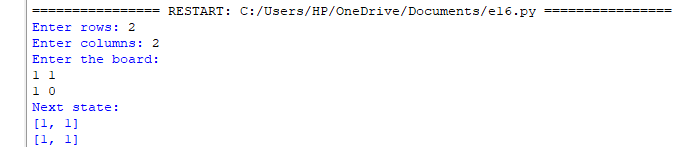 ================ RESTART: C:/Users/HP/OneDrive/Documents/e16.py ================
Enter rows: 2
Enter columns: 2
Enter the board:
1 1
1 0
Next state:
[1, 1]
[1, 1]